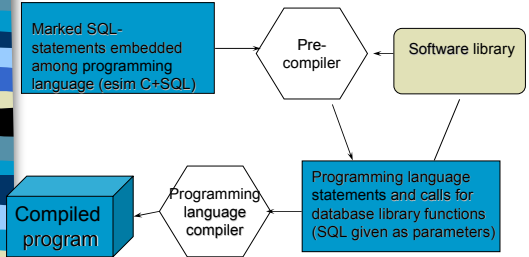 Marked SQL-
statements embedded
among programming
language (esim C+SQL)
Pre-
compiler
Software library
Programming language
statements and calls for
database library functions
(SQL given as parameters)
Programming
language
compiler
Compiled
program